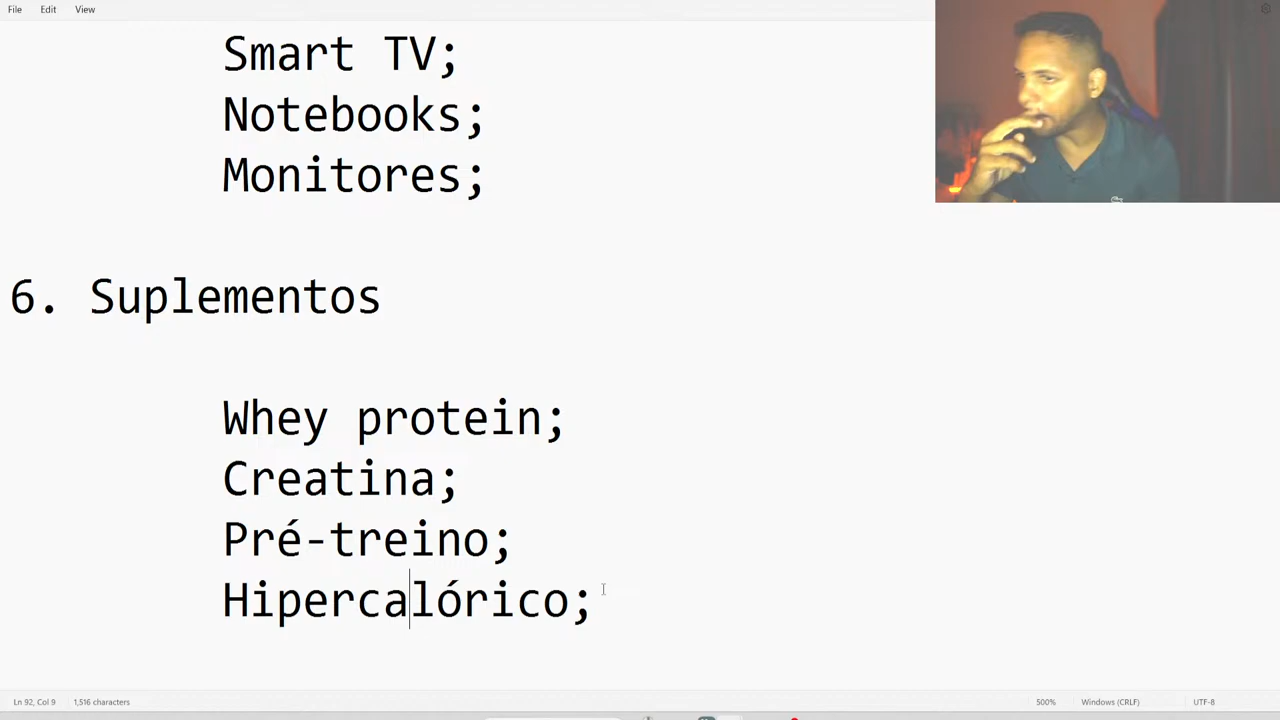 File Edit View
Smart TV;
Notebooks;
Monitores;
6. Suplementos
Whey protein;
Creatina;
Pré-treino;
Hipercalórico;
Ln 92, Col 9 1,516 characters 500% Windows (CRLF) UTF-8